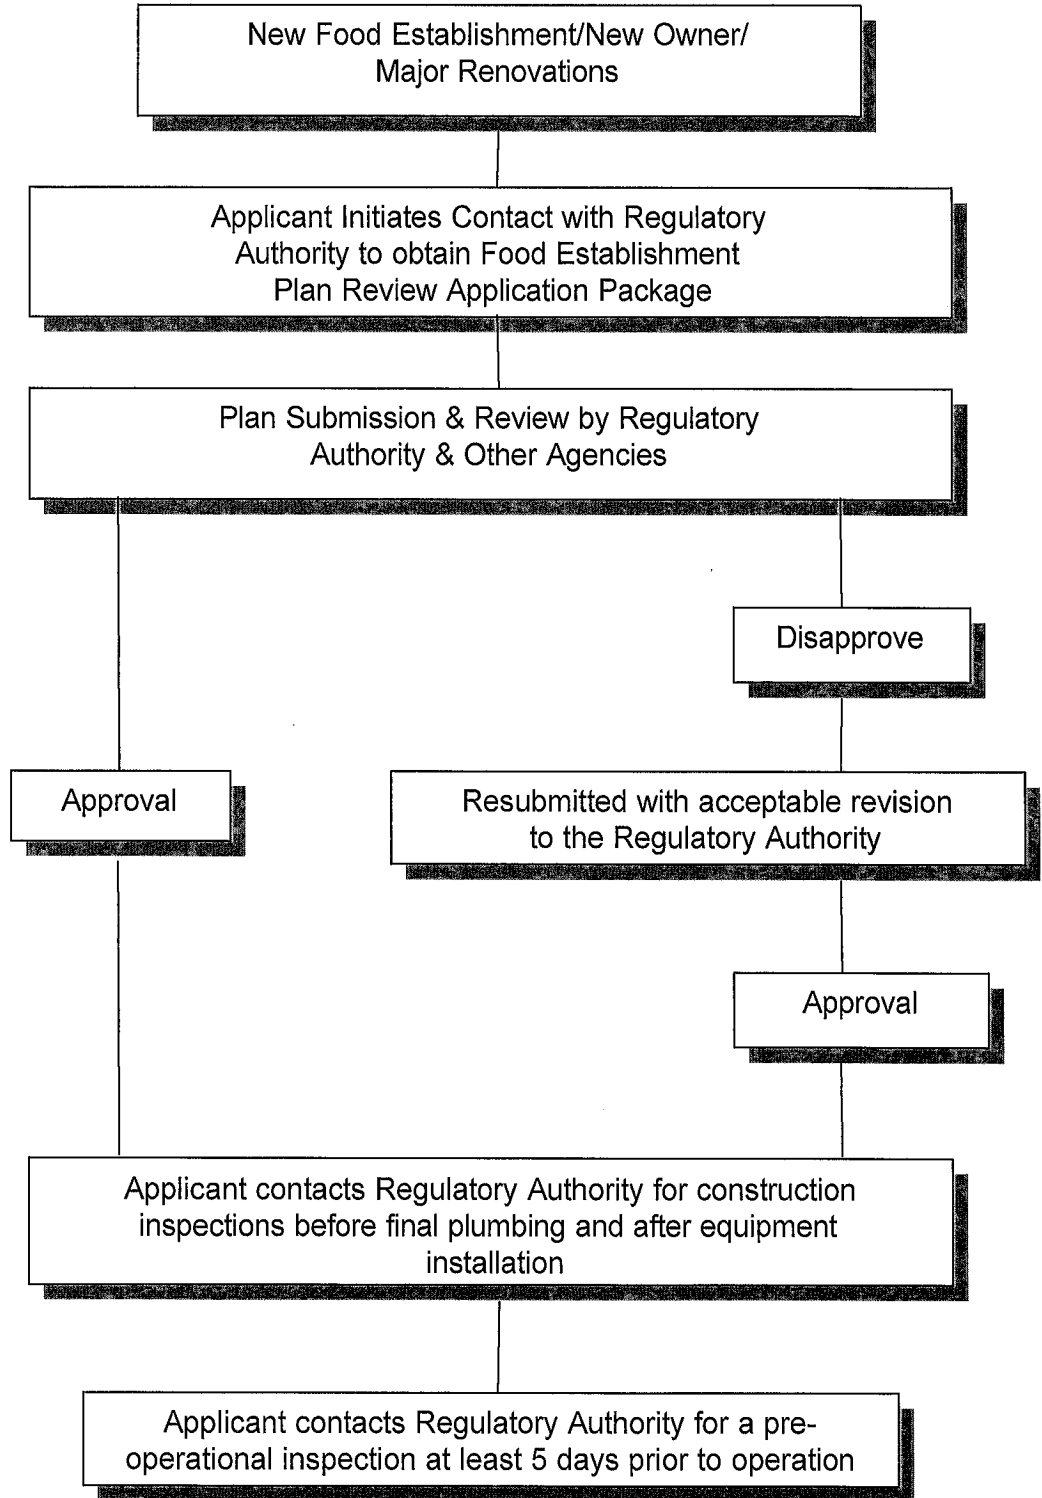 New Food Establishment/New Owner/
Major Renovations
Applicant Initiates Contact with Regulatory
Authority to obtain Food Establishment
Plan Review Application Package
Plan Submission & Review by Regulatory
Authority & Other Agencies
Disapprove
Approval
Resubmitted with acceptable revision
to the Regulatory Authority
Approval
Applicant contacts Regulatory Authority for construction
inspections before final plumbing and after equipment
installation
Applicant contacts Regulatory Authority for a pre-
operational inspection at least 5 days prior to operation